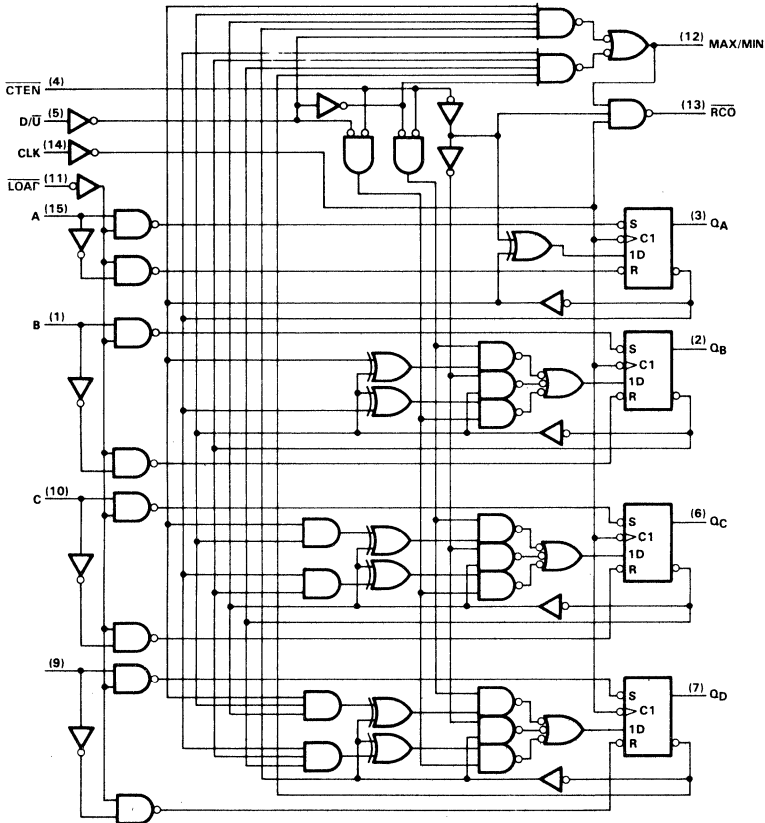 (12) MAX/MIN
CTEN (4)
D/U (5)
(13) RCO
CLK (14)
LOAD (11)
A (15)
(3) QA
S
C1
1D
R
B (1)
(2) QB
S
C1
1D
R
C (10)
(6) QC
S
C1
1D
R
(9)
(7) QD
S
C1
1D
R